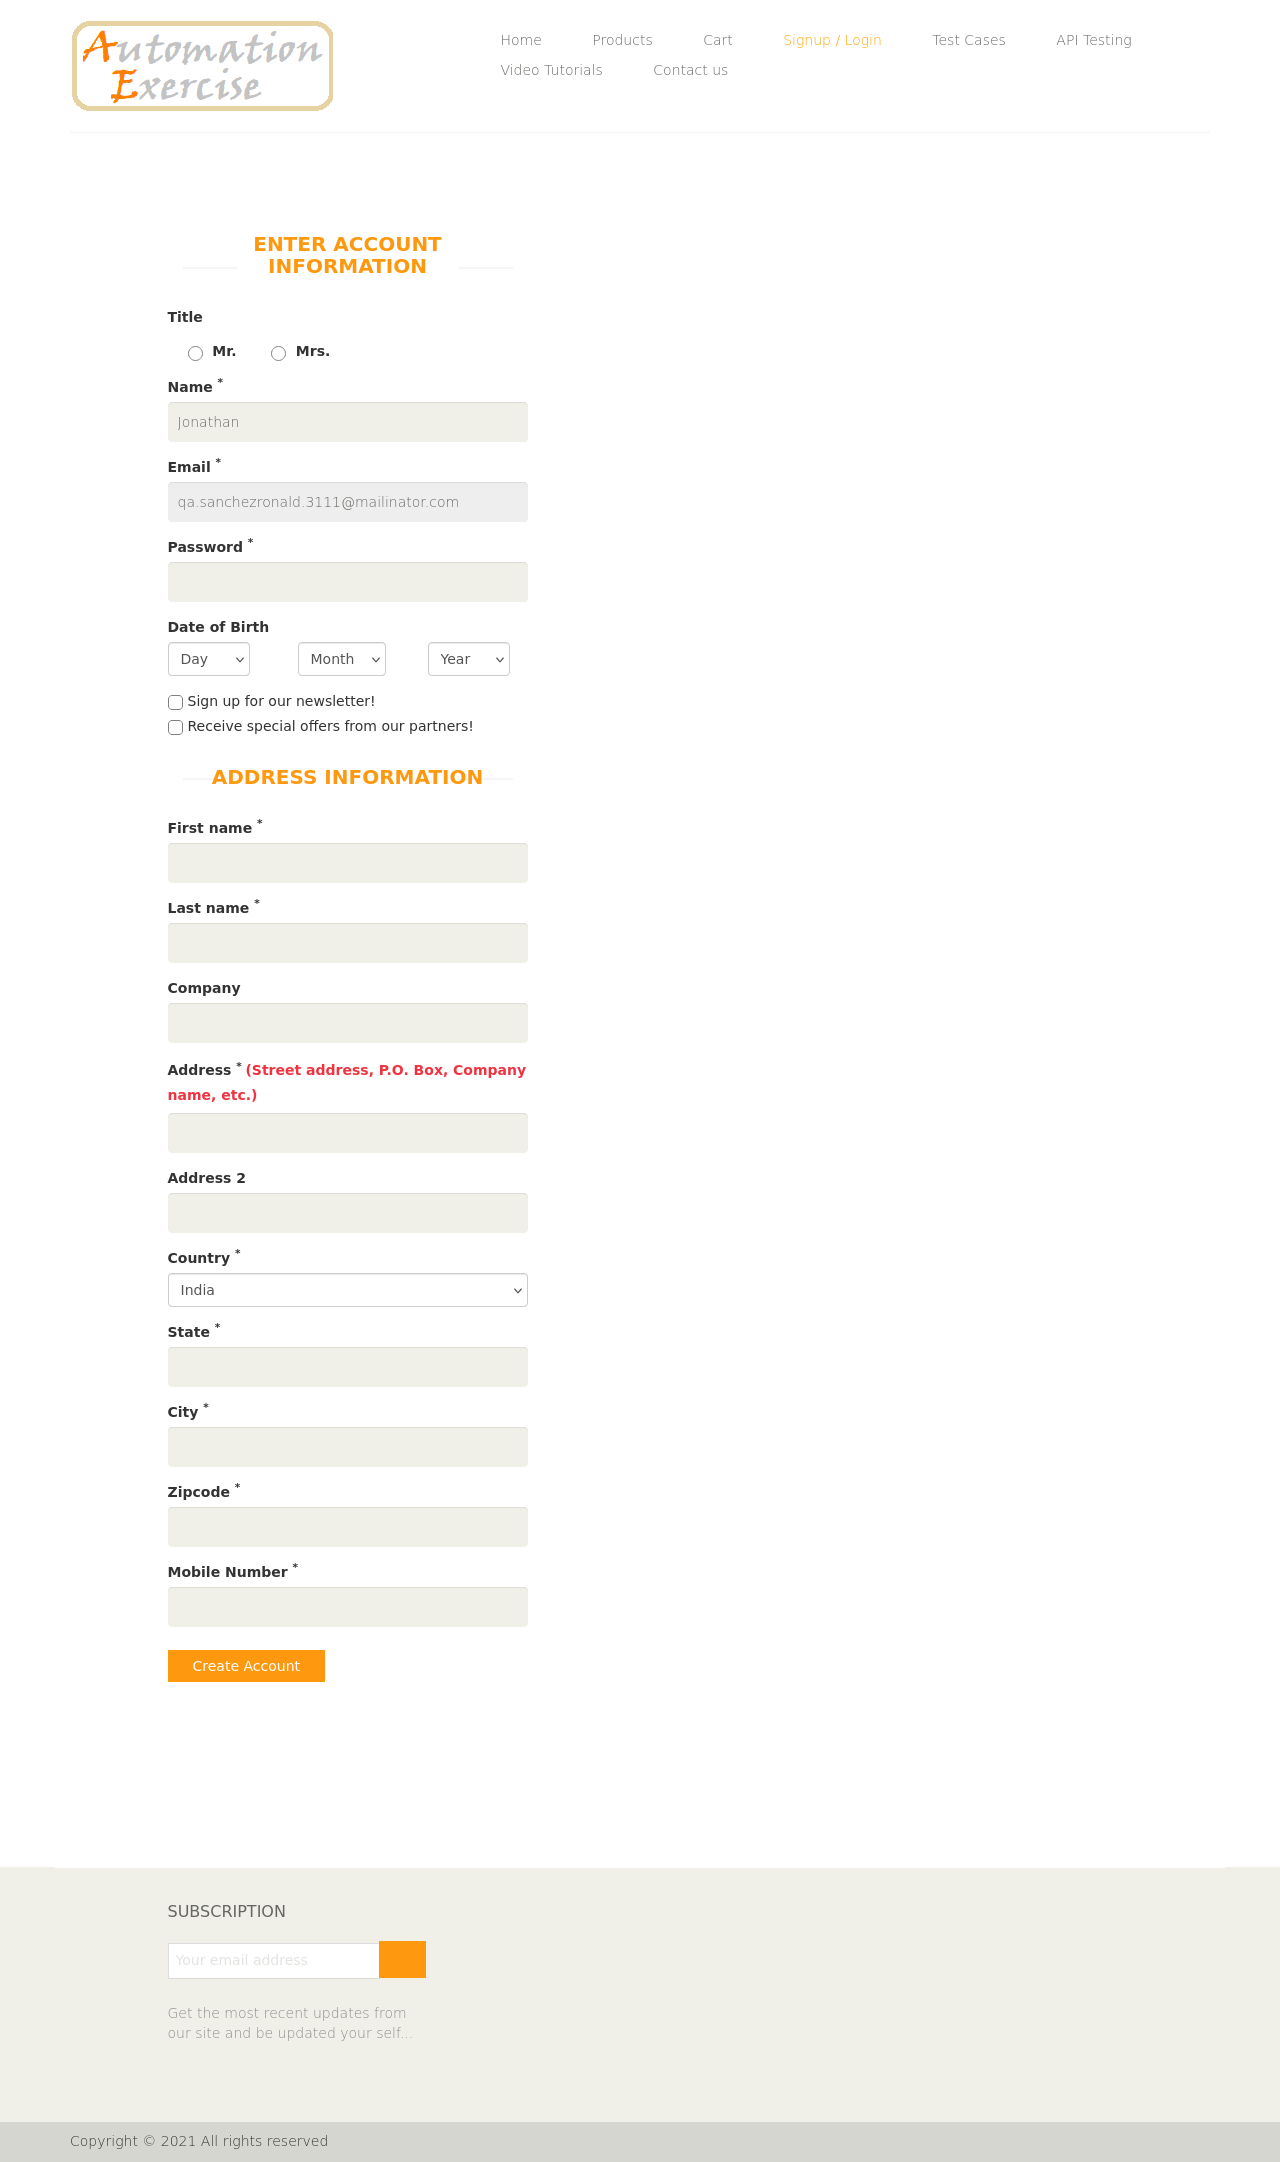 Automation
Exercise
Home Products Cart Signup / Login Test Cases API Testing
Video Tutorials Contact us
ENTER ACCOUNT
INFORMATION
Title
Mr. Mrs.
Name *
Jonathan
Email *
qa.sanchezronald.3111@mailinator.com
Password *
Date of Birth
Day Month Year
Sign up for our newsletter!
Receive special offers from our partners!
ADDRESS INFORMATION
First name *
Last name *
Company
Address * (Street address, P.O. Box, Company
name, etc.)
Address 2
Country *
India
State *
City *
Zipcode *
Mobile Number *
Create Account
SUBSCRIPTION
Your email address
Get the most recent updates from
our site and be updated your self...
Copyright © 2021 All rights reserved